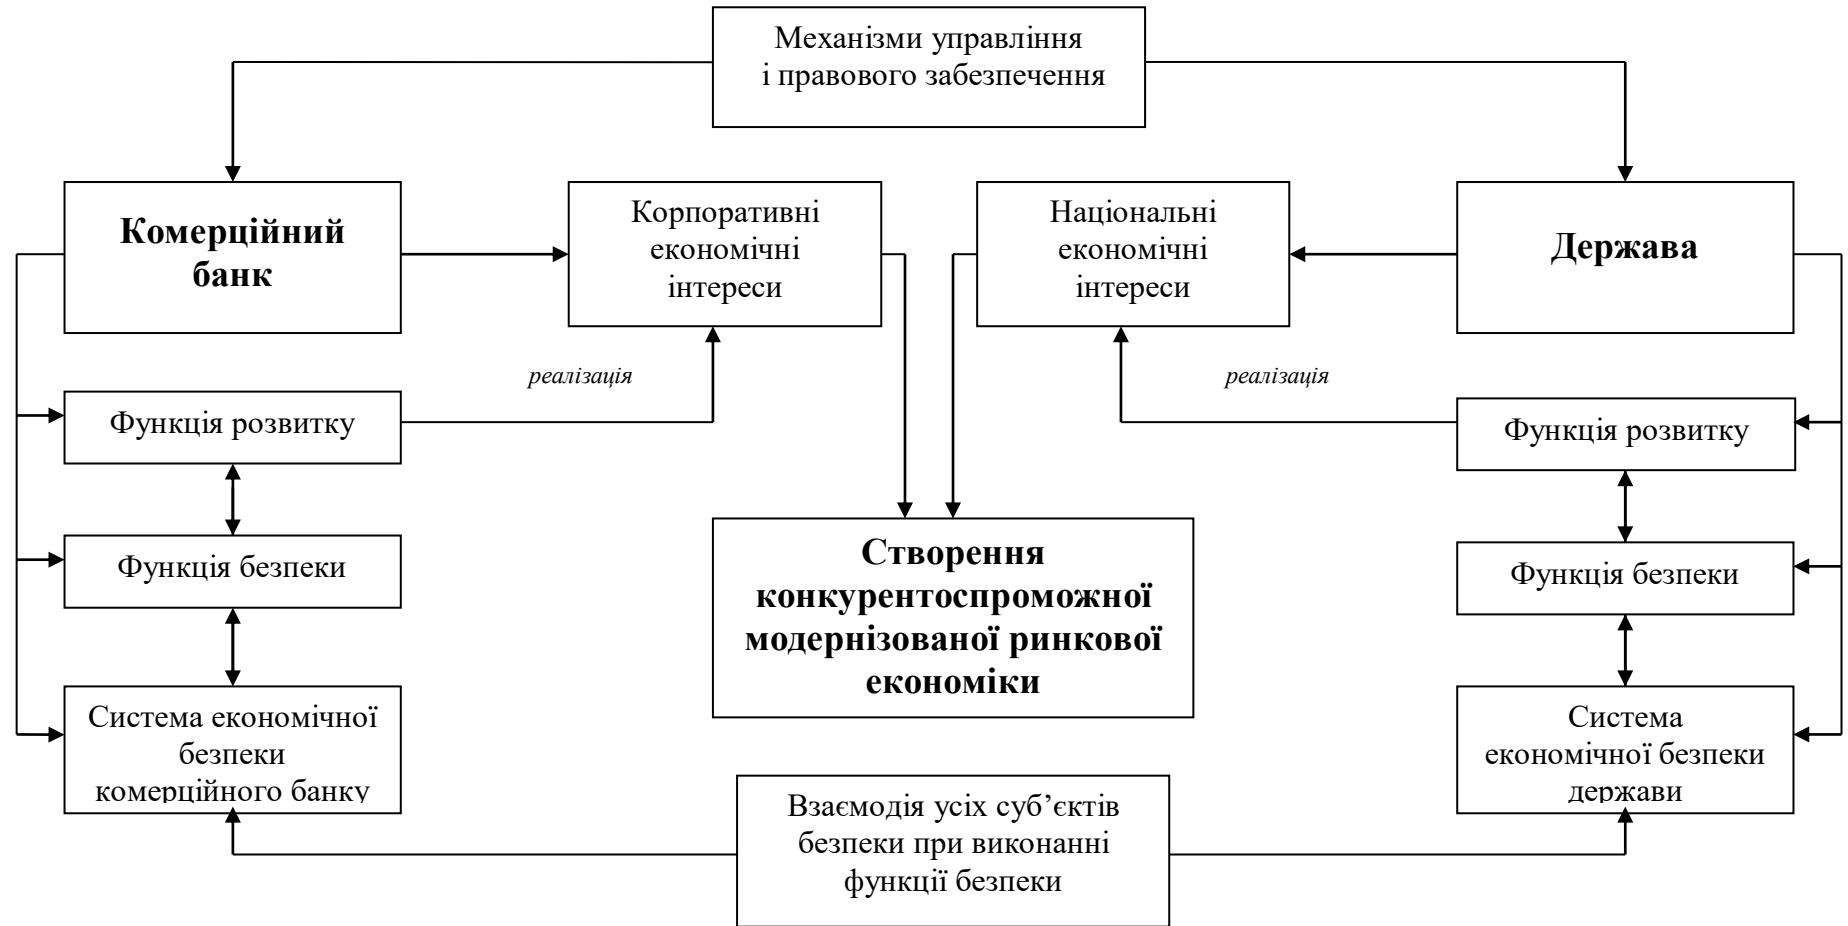 Механізми управління
і правового забезпечення
Комерційний
банк
Корпоративні
економічні
інтереси
Національні
економічні
інтереси
Держава
реалізація
реалізація
Функція розвитку
Функція розвитку
Функція безпеки
Функція безпеки
Створення
конкурентоспроможної
модернізованої ринкової
економіки
Система економічної
безпеки
комерційного банку
Система
економічної безпеки
держави
Взаємодія усіх суб’єктів
безпеки при виконанні
функції безпеки